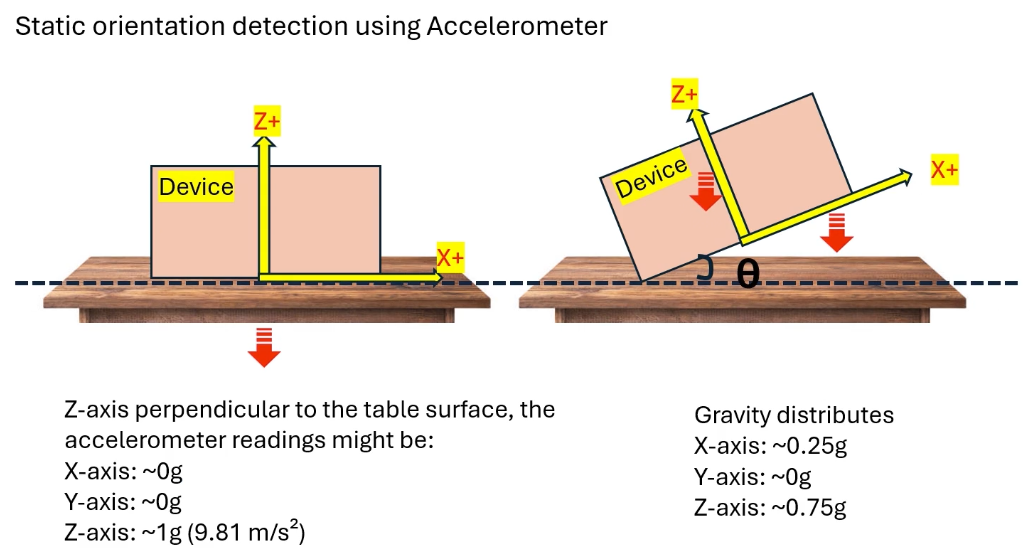 Static orientation detection using Accelerometer
Z+
Device
X+
Z-axis perpendicular to the table surface, the
accelerometer readings might be:
X-axis: ~0g
Y-axis: ~0g
Z-axis: ~1g (9.81 m/s²)
Z+
Device
X+
θ
Gravity distributes
X-axis: ~0.25g
Y-axis: ~0g
Z-axis: ~0.75g